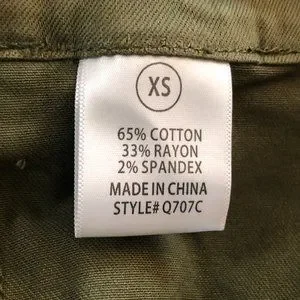 XS
65% COTTON
33% RAYON
2% SPANDEX
MADE IN CHINA
STYLE# Q707C